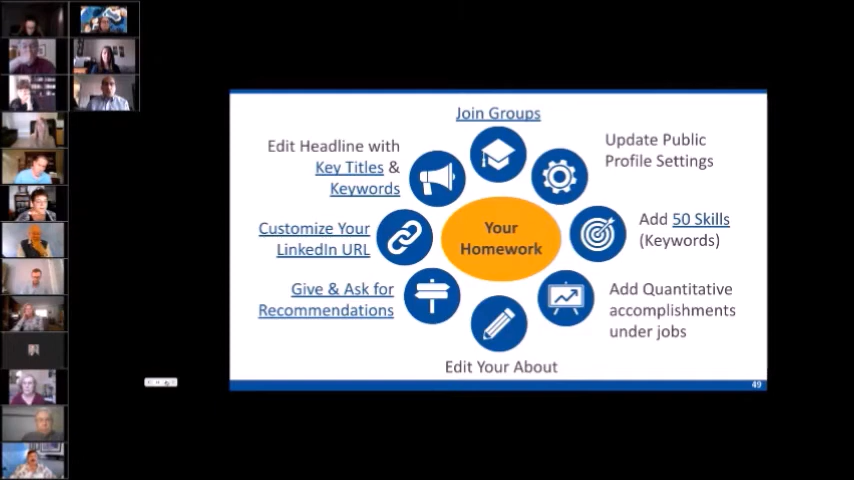 Join Groups
Edit Headline with
Key Titles &
Keywords
Update Public
Profile Settings
Customize Your
LinkedIn URL
Your
Homework
Add 50 Skills
(Keywords)
Give & Ask for
Recommendations
Add Quantitative
accomplishments
under jobs
Edit Your About
49